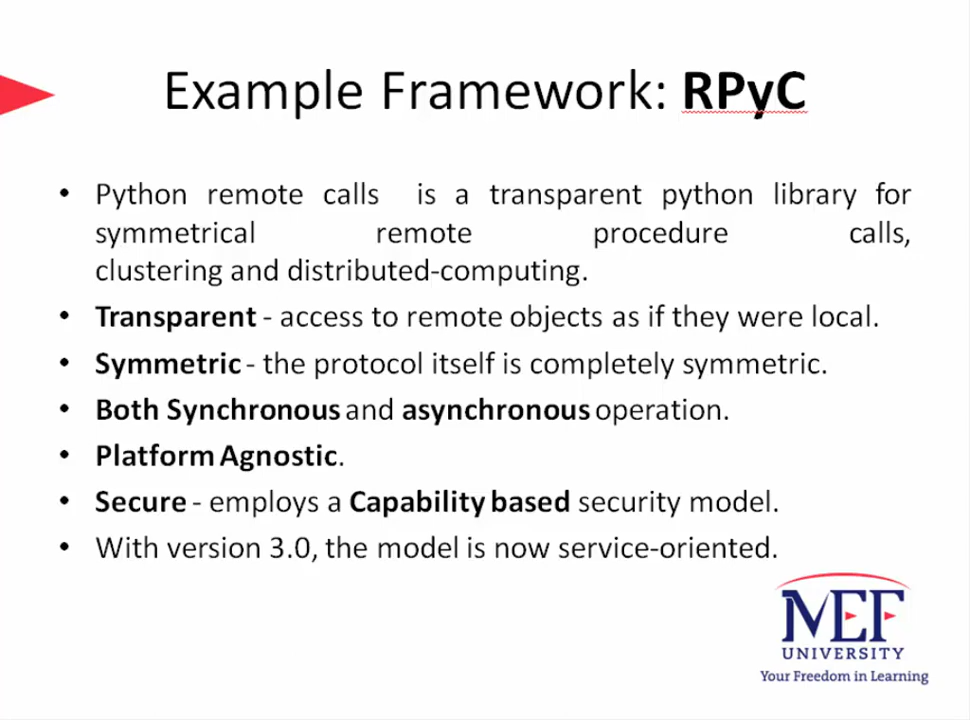 Example Framework: RPyC
• Python remote calls is a transparent python library for
symmetrical remote procedure calls,
clustering and distributed-computing.
• Transparent - access to remote objects as if they were local.
• Symmetric - the protocol itself is completely symmetric.
• Both Synchronous and asynchronous operation.
• Platform Agnostic.
• Secure - employs a Capability based security model.
• With version 3.0, the model is now service-oriented.
MEF
UNIVERSITY
Your Freedom in Learning